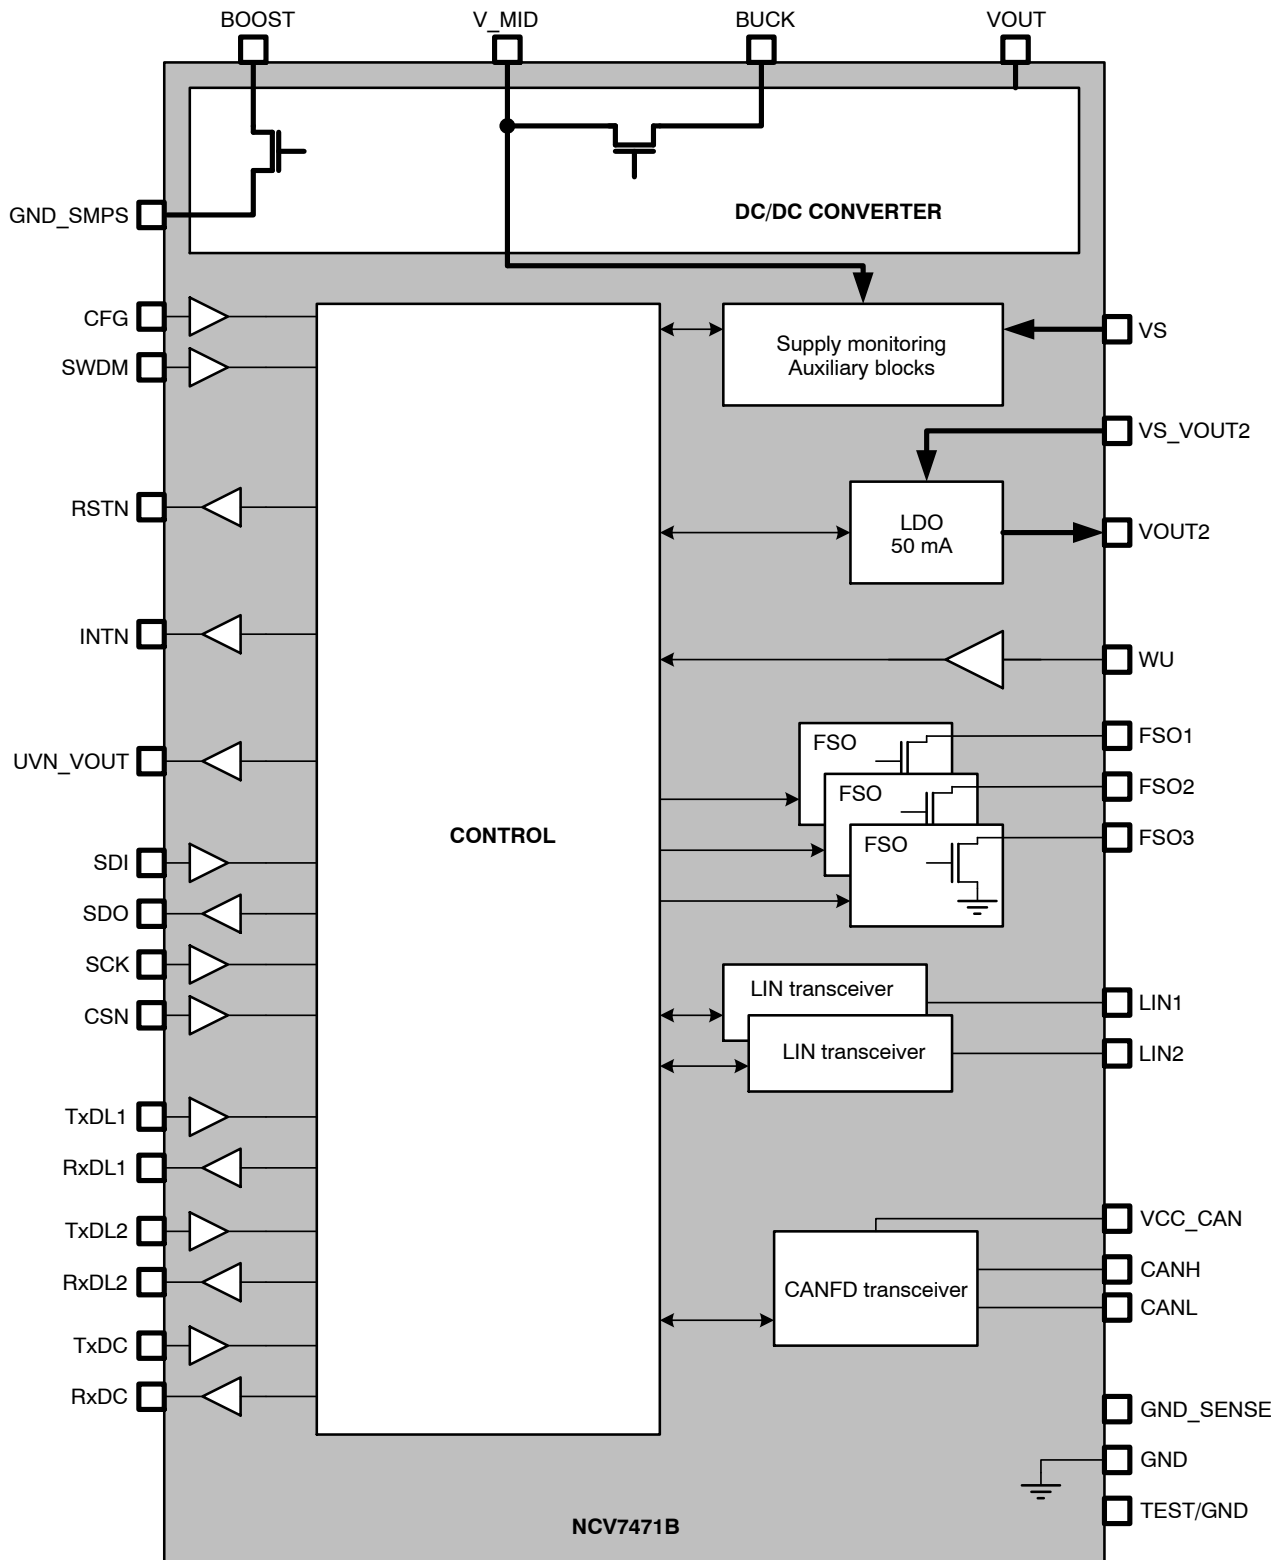 BOOST
V_MID
BUCK
VOUT
GND_SMPS
DC/DC CONVERTER
CFG
SWDM
Supply monitoring
Auxiliary blocks
VS
VS_VOUT2
RSTN
LDO
50 mA
VOUT2
INTN
WU
UVN_VOUT
FSO
FSO1
FSO
FSO2
FSO
FSO3
CONTROL
SDI
SDO
SCK
CSN
LIN transceiver
LIN1
LIN transceiver
LIN2
TxDL1
RxDL1
TxDL2
RxDL2
TxDC
RxDC
VCC_CAN
CANFD transceiver
CANH
CANL
GND_SENSE
GND
TEST/GND
NCV7471B